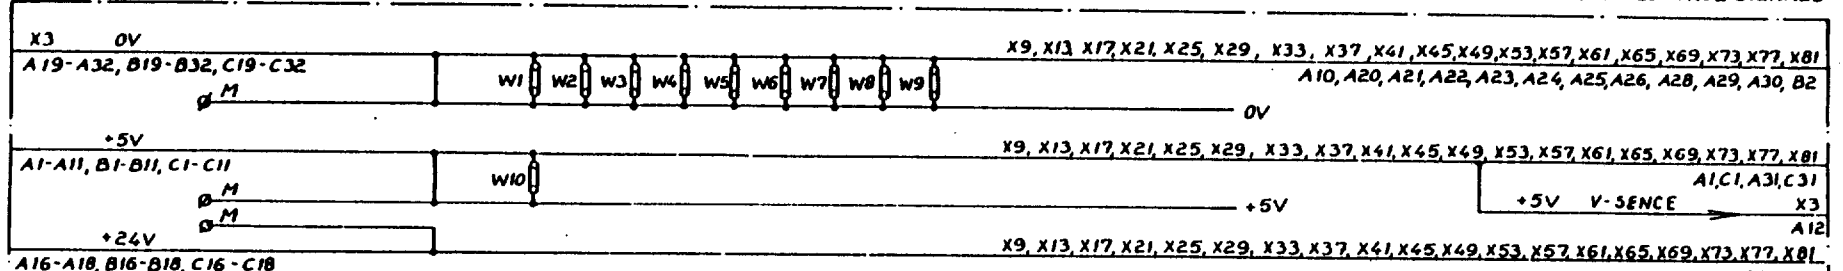 X3 0V
X9, X13, X17, X21, X25, X29, X33, X37, X41, X45, X49, X53, X57, X61, X65, X69, X73, X77, X81
A19-A32, B19-B32, C19-C32
W1 W2 W3 W4 W5 W6 W7 W8 W9
A10, A20, A21, A22, A23, A24, A25, A26, A28, A29, A30, B2
M
0V
+5V
X9, X13, X17, X21, X25, X29, X33, X37, X41, X45, X49, X53, X57, X61, X65, X69, X73, X77, X81
A1-A11, B1-B11, C1-C11
W10
A1, C1, A31, C31
M
+5V
+5V V-SENCE X3
M
A12
+24V
X9, X13, X17, X21, X25, X29, X33, X37, X41, X45, X49, X53, X57, X61, X65, X69, X73, X77, X81
A16-A18, B16-B18, C16-C18